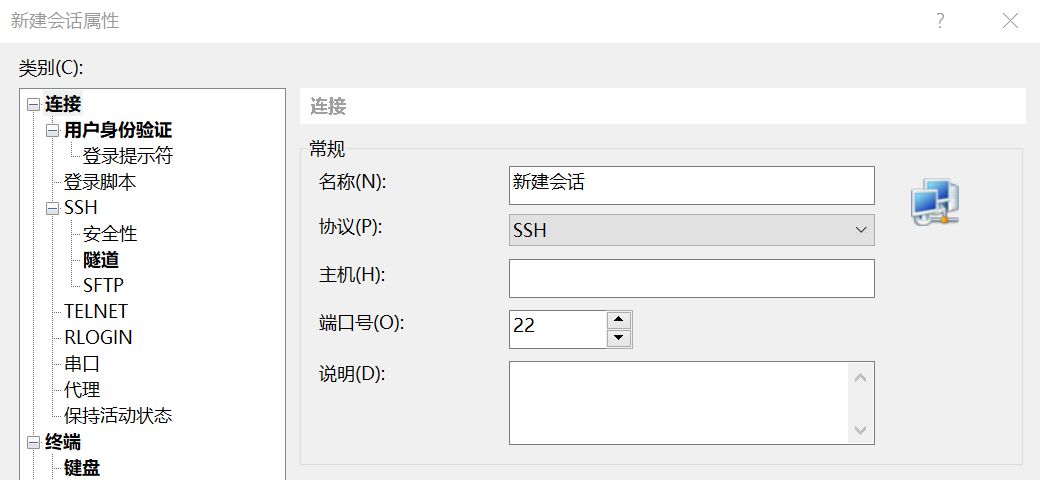 新建会话属性
类别(C):
连接
用户身份验证
登录提示符
登录脚本
SSH
安全性
隧道
SFTP
TELNET
RLOGIN
串口
代理
保持活动状态
终端
键盘
连接
常规
名称(N): 新建会话
协议(P): SSH
主机(H):
端口号(O): 22
说明(D):